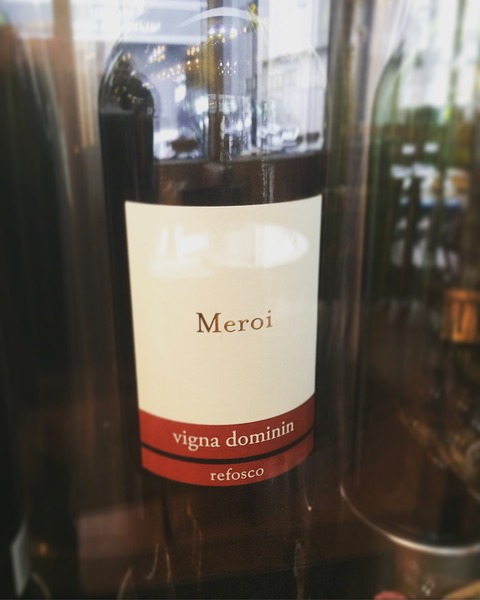 Meroi
vigna dominin
refosco